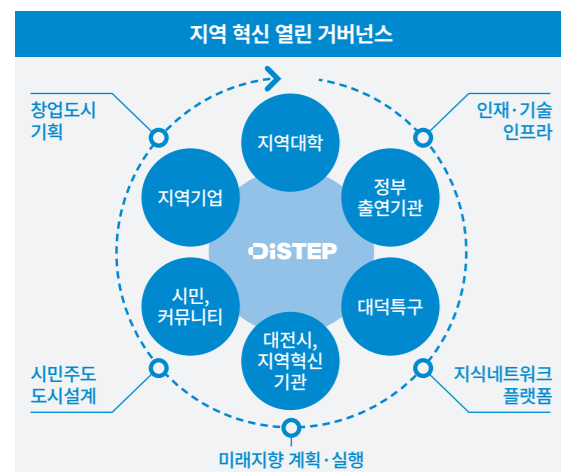 지역 혁신 열린 거버넌스
창업도시
기획
인재·기술
인프라
지역대학
지역기업
정부
출연기관
DiSTEP
시민,
커뮤니티
대덕특구
대전시,
지역혁신
기관
시민주도
도시설계
지식네트워크
플랫폼
미래지향 계획·실행